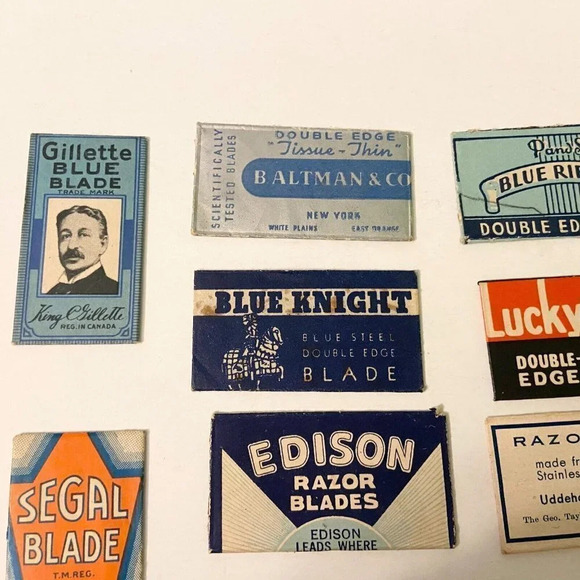 Gillette
BLUE
BLADE
TRADE MARK
King C Gillette
REG. IN CANADA
SCIENTIFICALLY
TESTED BLADES
DOUBLE EDGE
"Tissue-Thin"
B ALTMAN & CO
NEW YORK
WHITE PLAINS EAST ORANGE
BLUE RI
DOUBLE ED
BLUE KNIGHT
BLUE STEEL
DOUBLE EDGE
BLADE
Lucky
DOUBLE-
EDGE
SEGAL
BLADE
T.M. REG.
EDISON
RAZOR
BLADES
EDISON
LEADS WHERE
RAZO
made fr
Stainles
Uddeho
The Geo. Tay